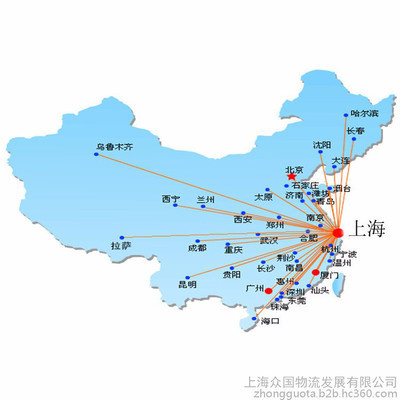 哈尔滨
长春
沈阳
乌鲁木齐
大连
北京
石家庄
烟台
太原
济南
潍坊
青岛
西宁
兰州
西安
郑州
南京
上海
拉萨
成都
重庆
武汉
合肥
杭州
宁波
荆沙
温州
昆明
贵阳
长沙
南昌
厦门
广州
惠州
汕头
深圳
东莞
珠海
海口
上海众国物流发展有限公司
zhongguota.b2b.hc360.com